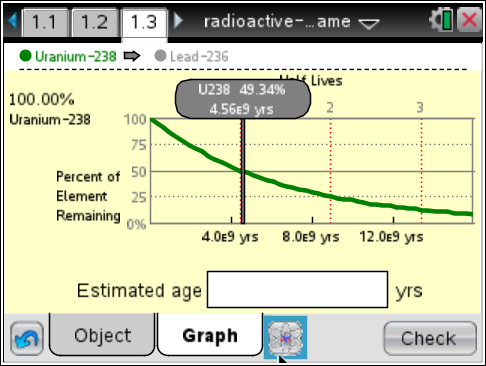 1.1 1.2 1.3 radioactive-…ame
Uranium-238 Lead-236
Half Lives
U238 49.34%
4.56E9 yrs
100.00%
Uranium-238
2 3
100
75
50
25
0%
Percent of
Element
Remaining
4.0E9 yrs 8.0E9 yrs 12.0E9 yrs
Estimated age yrs
Object Graph Check